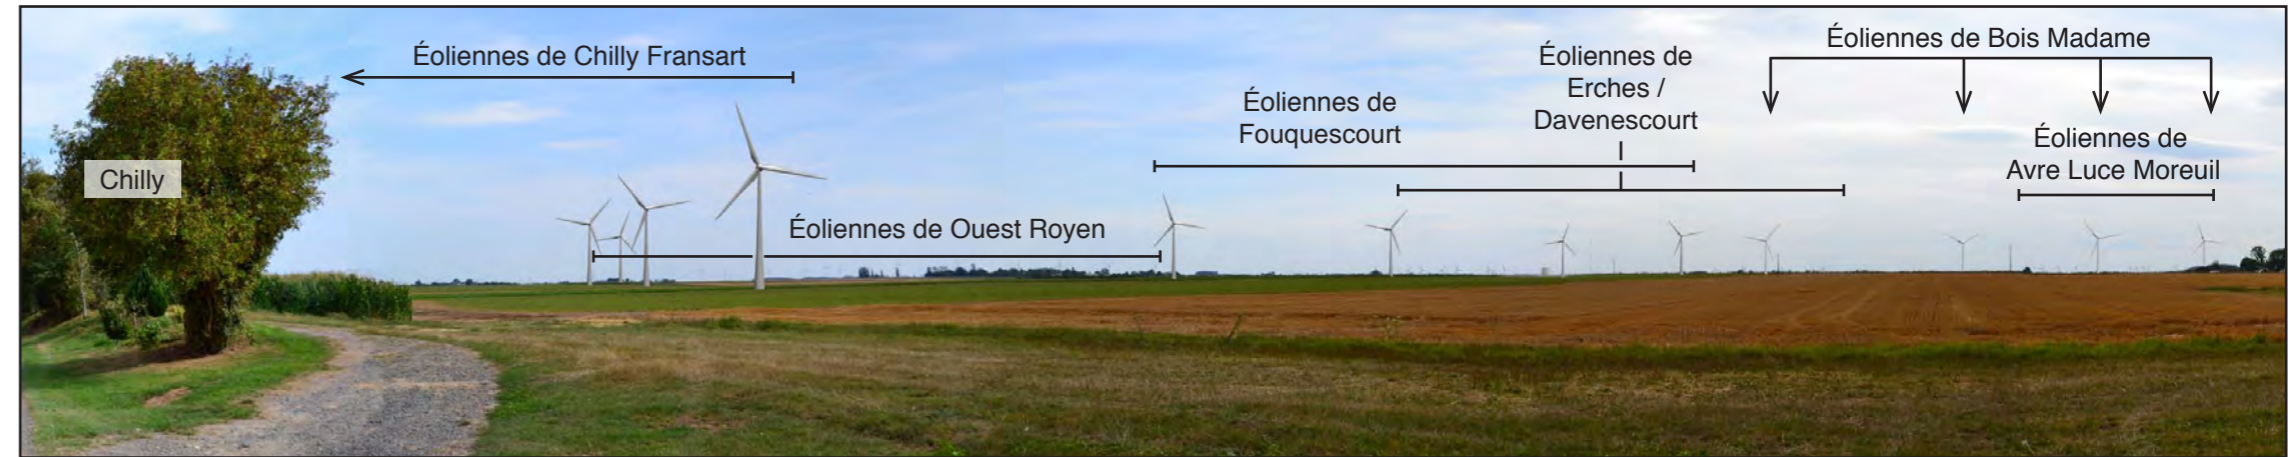 Chilly
Éoliennes de Chilly Fransart
Éoliennes de Ouest Royen
Éoliennes de
Fouquescourt
Éoliennes de
Erches /
Davenescourt
Éoliennes de Bois Madame
Éoliennes de
Avre Luce Moreuil